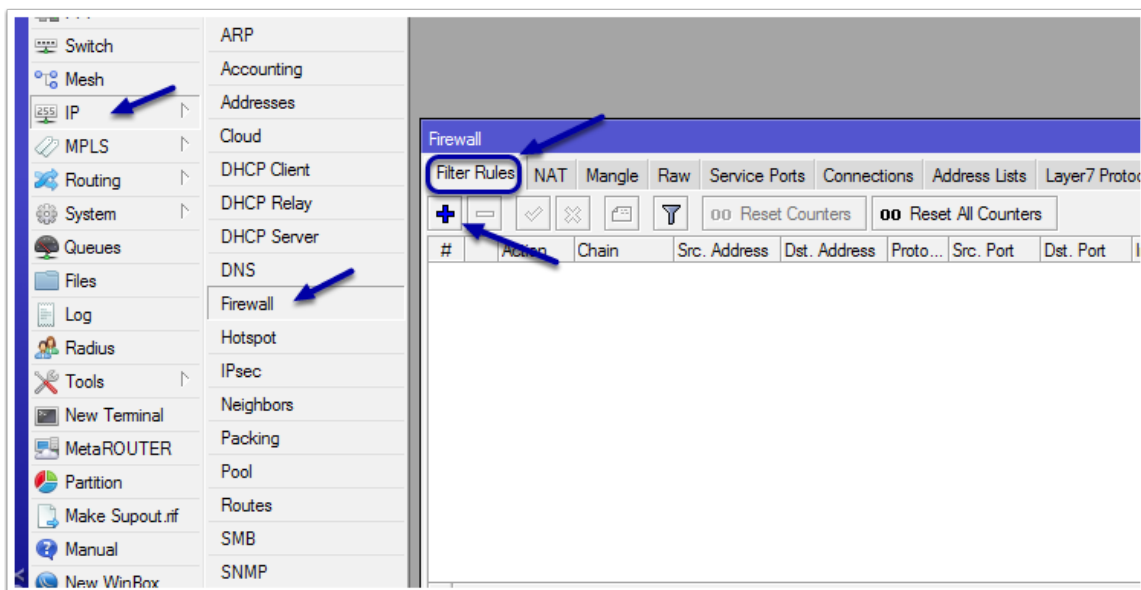 Switch
Mesh
255 IP
MPLS
Routing
System
Queues
Files
Log
Radius
Tools
New Terminal
MetaROUTER
Partition
Make Supout.rif
Manual
New WinBox
ARP
Accounting
Addresses
Cloud
DHCP Client
DHCP Relay
DHCP Server
DNS
Firewall
Hotspot
IPsec
Neighbors
Packing
Pool
Routes
SMB
SNMP
Firewall
Filter Rules NAT Mangle Raw Service Ports Connections Address Lists Layer7 Protoc
00 Reset Counters 00 Reset All Counters
# Action Chain Src. Address Dst. Address Proto... Src. Port Dst. Port